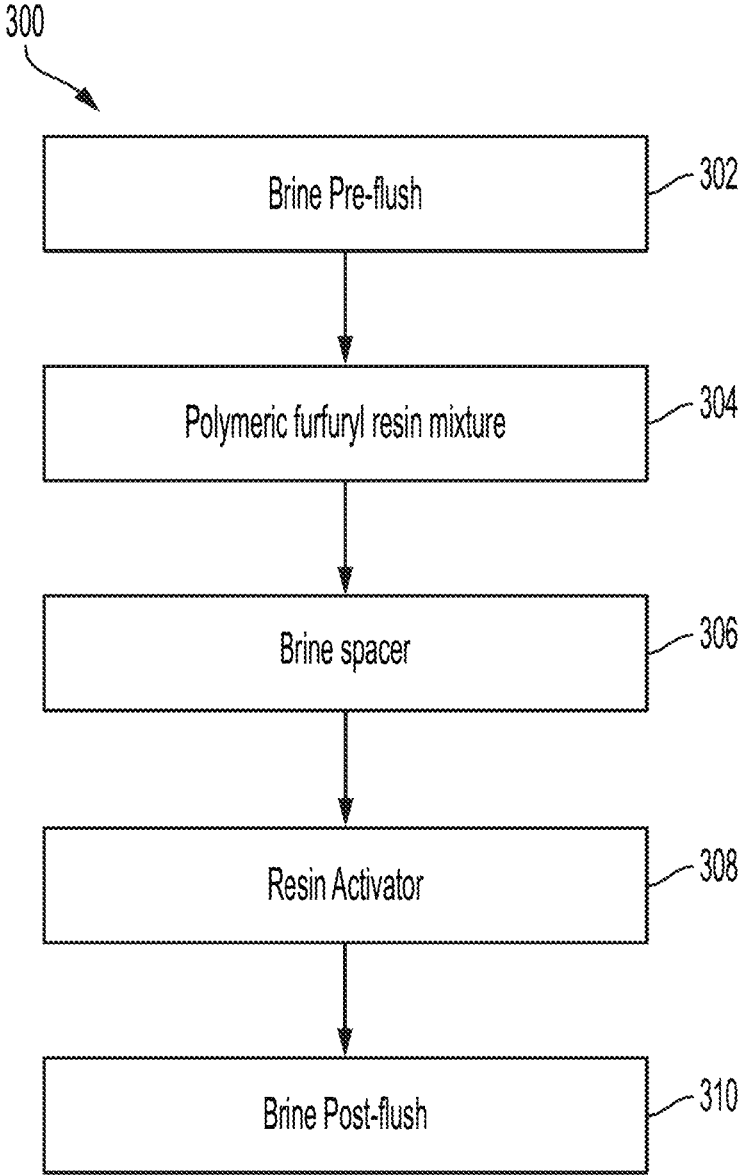 300
Brine Pre-flush
302
Polymeric furfuryl resin mixture
304
Brine spacer
306
Resin Activator
308
Brine Post-flush
310